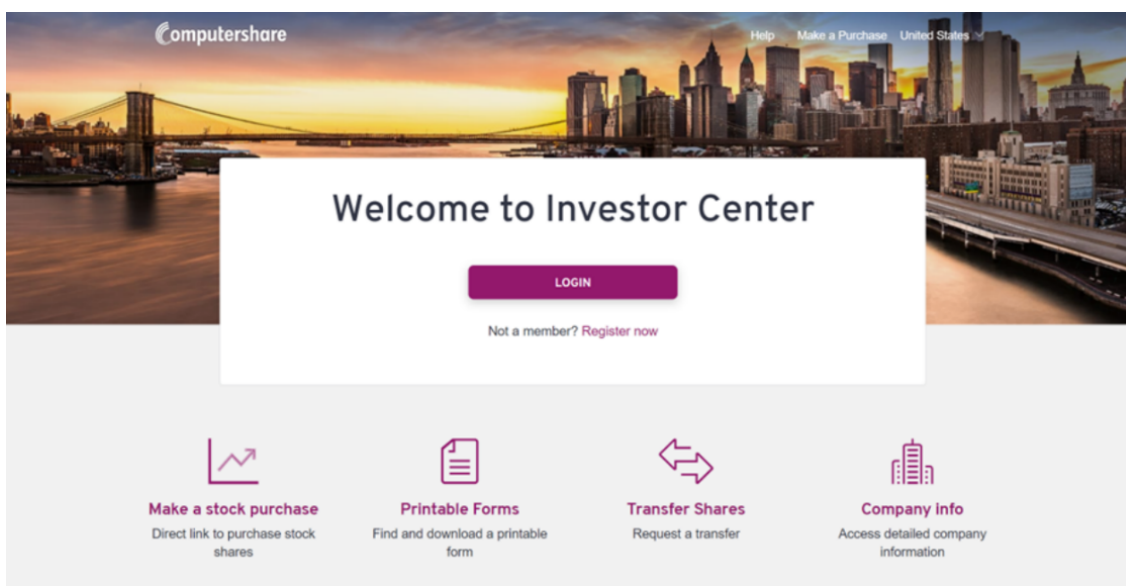 Computershare
Help Make a Purchase United States
Welcome to Investor Center
LOGIN
Not a member? Register now
Make a stock purchase
Direct link to purchase stock
shares
Printable Forms
Find and download a printable
form
Transfer Shares
Request a transfer
Company info
Access detailed company
information